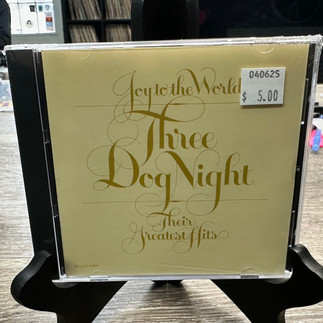 Joy to the World
040625
$ 5.00
Three
Dog Night
Their
Greatest Hits